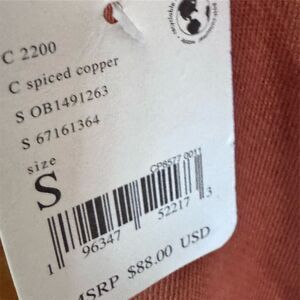 C 2200
C spiced copper
S OB1491263
S 67161364
size
S
CP8577 0011
1 96347 52217 3
MSRP $88.00 USD